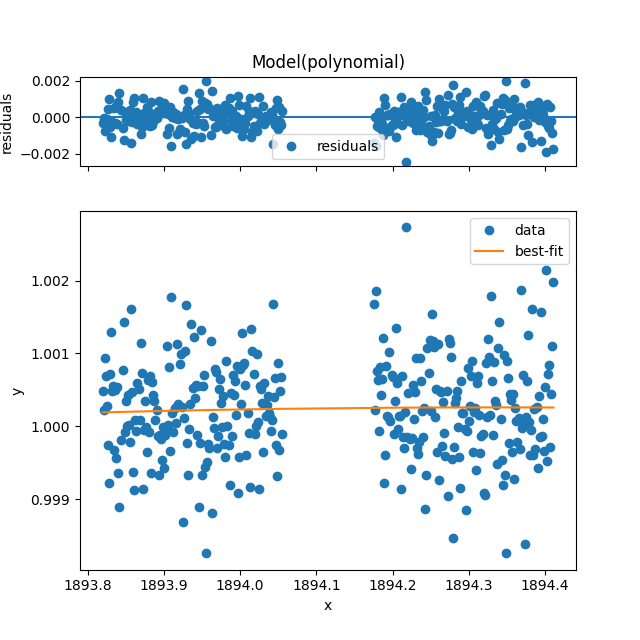 Model(polynomial)
0.002
0.000
−0.002
residuals
residuals
data
best-fit
1.002
1.001
1.000
0.999
y
1893.8 1893.9 1894.0 1894.1 1894.2 1894.3 1894.4
x